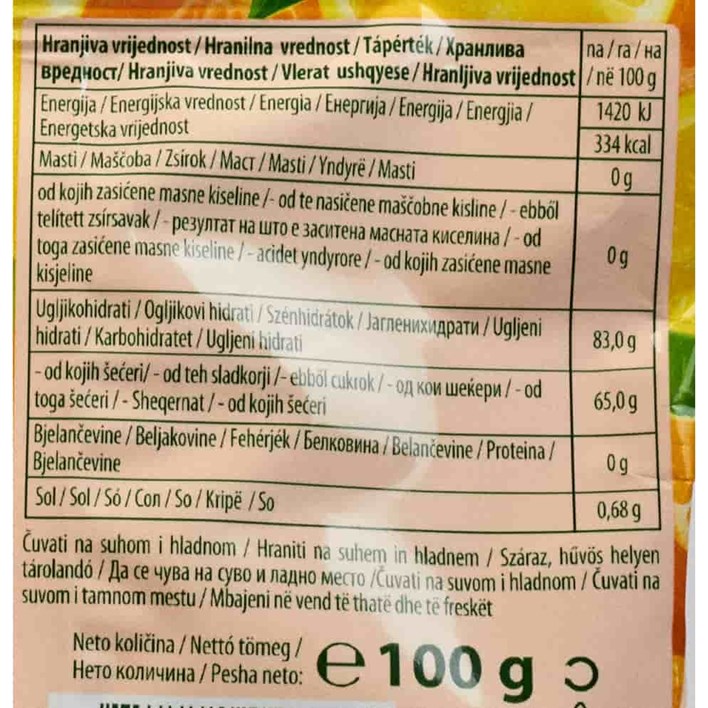 Hranjiva vrijednost / Hranilna vrednost / Tápérték / Хранлива na / ra / на
вредност/ Hranjiva vrednost / Vlerat ushqyese / Hranljiva vrijednost / në 100 g
Energija / Energijska vrednost / Energia / Енергија / Energija / Energjia / 1420 kJ
Energetska vrijednost 334 kcal
Masti / Maščoba / Zsírok / Маст / Masti / Yndyrë / Masti 0 g
od kojih zasićene masne kiseline /- od te nasičene maščobne kisline / - ebből
telített zsírsavak / - резултат на што е заситена масната киселина / - od
toga zasićene masne kiseline / - acidet yndyrore / - od kojih zasićene masne 0 g
kisjeline
Ugljikohidrati / Ogljikovi hidrati / Szénhidrátok / Јагленихидрати / Ugljeni
hidrati / Karbohidratet / Ugljeni hidrati 83,0 g
- od kojih šećeri/ - od teh sladkorji /- ebből cukrok / - од кои шеќери / - od
toga šećeri / - Sheqernat / - od kojih šećeri 65,0 g
Bjelančevine / Beljakovine / Fehérjék / Белковина / Belančevine / Proteina /
Bjelančevine 0 g
Sol / Sol / Só / Сол / So / Kripë / So 0,68 g
Čuvati na suhom i hladnom / Hraniti na suhem in hladnem / Száraz, hűvös helyen
tárolandó / Да се чува на суво и ладно место /Čuvati na suvom i hladnom / Čuvati na
suvom i tamnom mestu / Mbajeni në vend të thatë dhe të freskët
Neto količina / Nettó tömeg /
Нето количина / Pesha neto: e 100 g